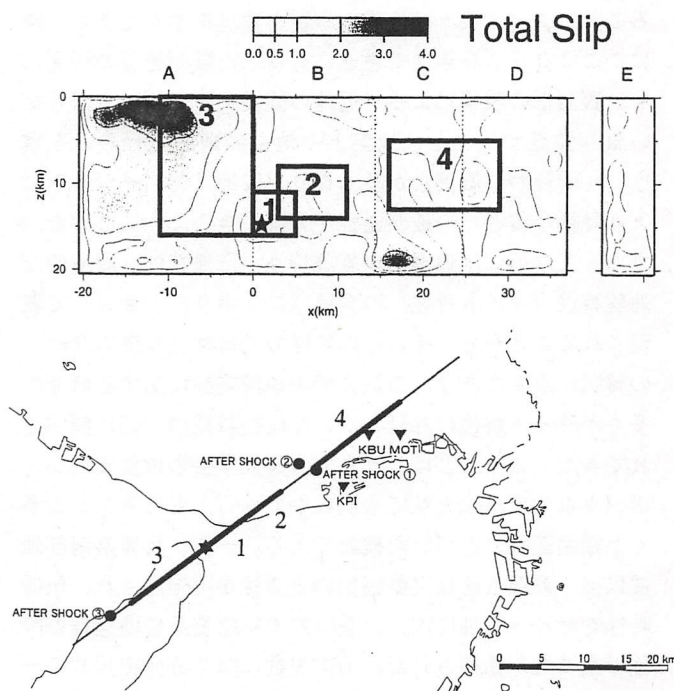 Total Slip
0.0 0.5 1.0 2.0 3.0 4.0
A B C D E
0
10
20
z(km)
3
2
1
4
-20 -10 0 10 20 30
x(km)
4
KBU MOT
AFTER SHOCK ②
AFTER SHOCK ①
KPI
2
1
3
AFTER SHOCK ③
0 5 10 15 20 km